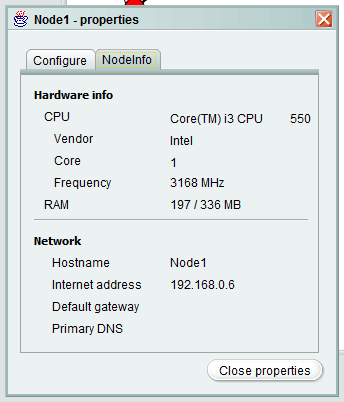 Node1 - properties
Configure NodeInfo
Hardware info
CPU Core(TM) i3 CPU 550
Vendor Intel
Core 1
Frequency 3168 MHz
RAM 197 / 336 MB
Network
Hostname Node1
Internet address 192.168.0.6
Default gateway
Primary DNS
Close properties